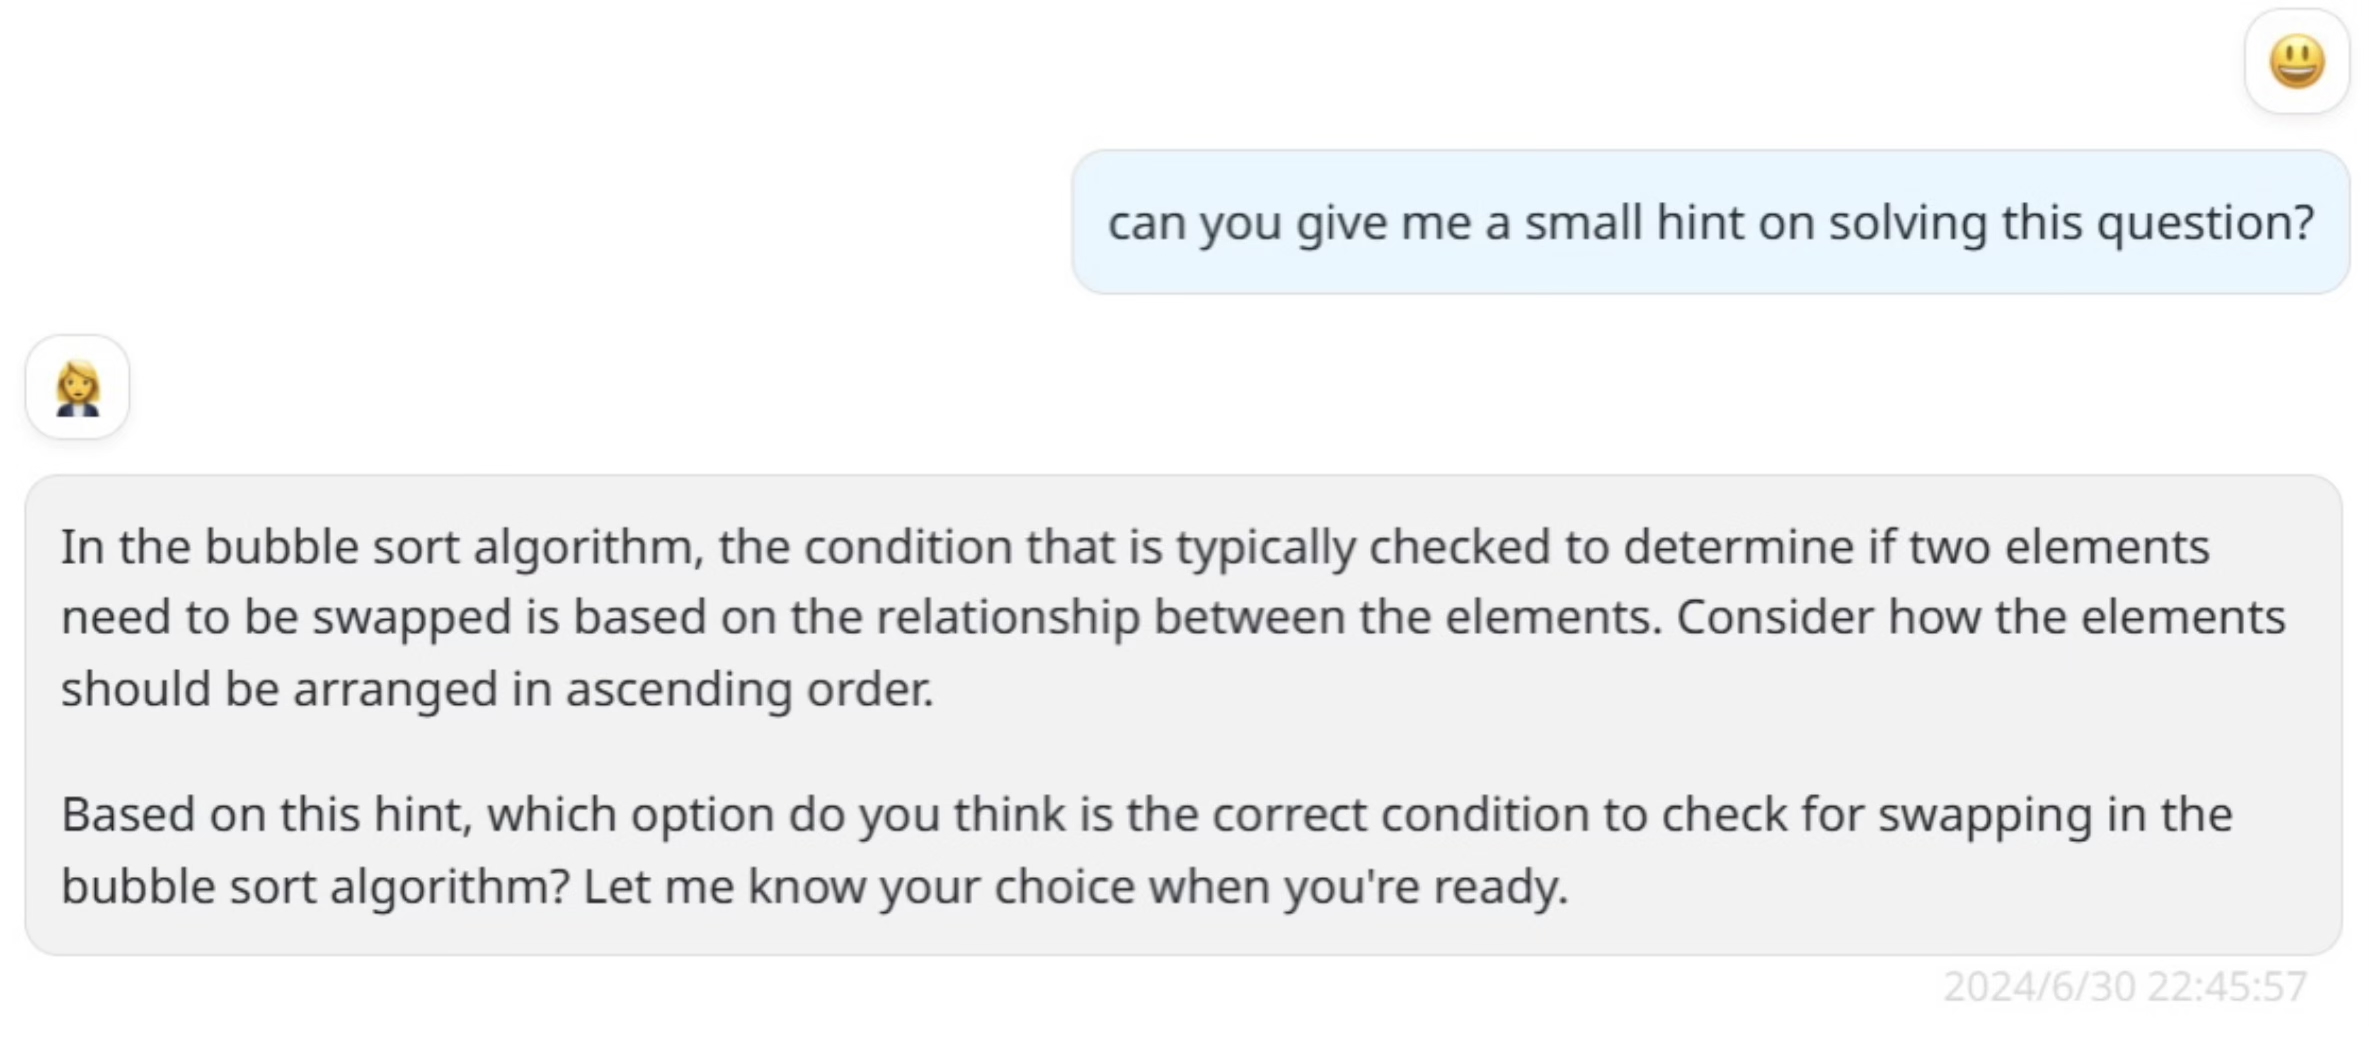 can you give me a small hint on solving this question?
In the bubble sort algorithm, the condition that is typically checked to determine if two elements
need to be swapped is based on the relationship between the elements. Consider how the elements
should be arranged in ascending order.
Based on this hint, which option do you think is the correct condition to check for swapping in the
bubble sort algorithm? Let me know your choice when you're ready.
2024/6/30 22:45:57